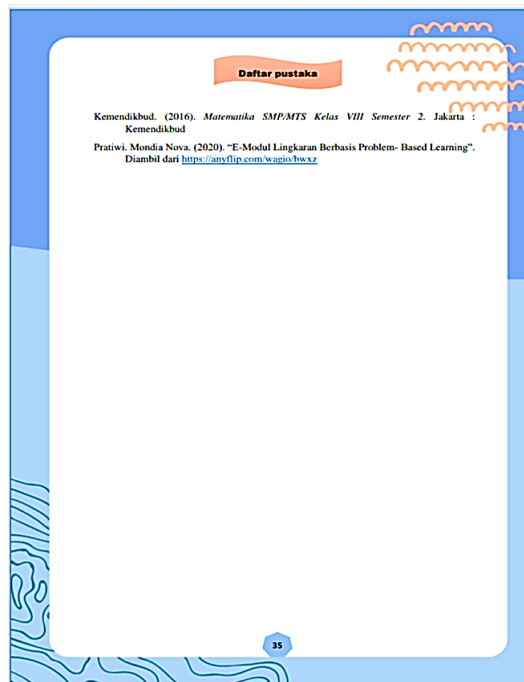 Daftar pustaka
Kemendikbud. (2016). Matematika SMP/MTS Kelas VIII Semester 2. Jakarta :
Kemendikbud
Pratiwi. Mondia Nova. (2020). “E-Modul Lingkaran Berbasis Problem- Based Learning”.
Diambil dari https://anyflip.com/wagio/bwxz
35